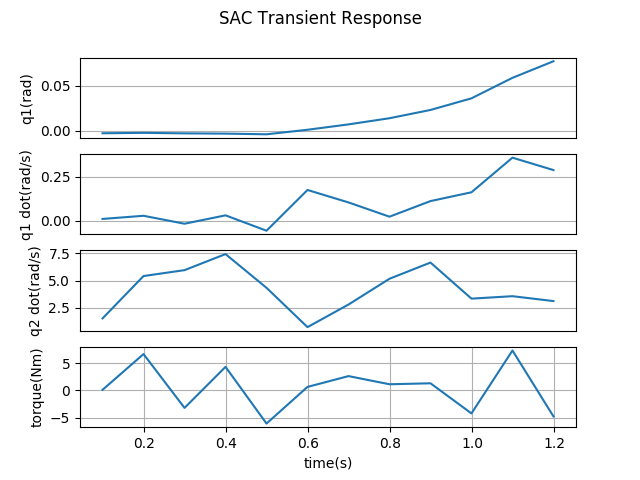 SAC Transient Response
q1(rad)
0.05
0.00
q1 dot(rad/s)
0.25
0.00
q2 dot(rad/s)
7.5
5.0
2.5
torque(Nm)
5
0
−5
0.2 0.4 0.6 0.8 1.0 1.2
time(s)